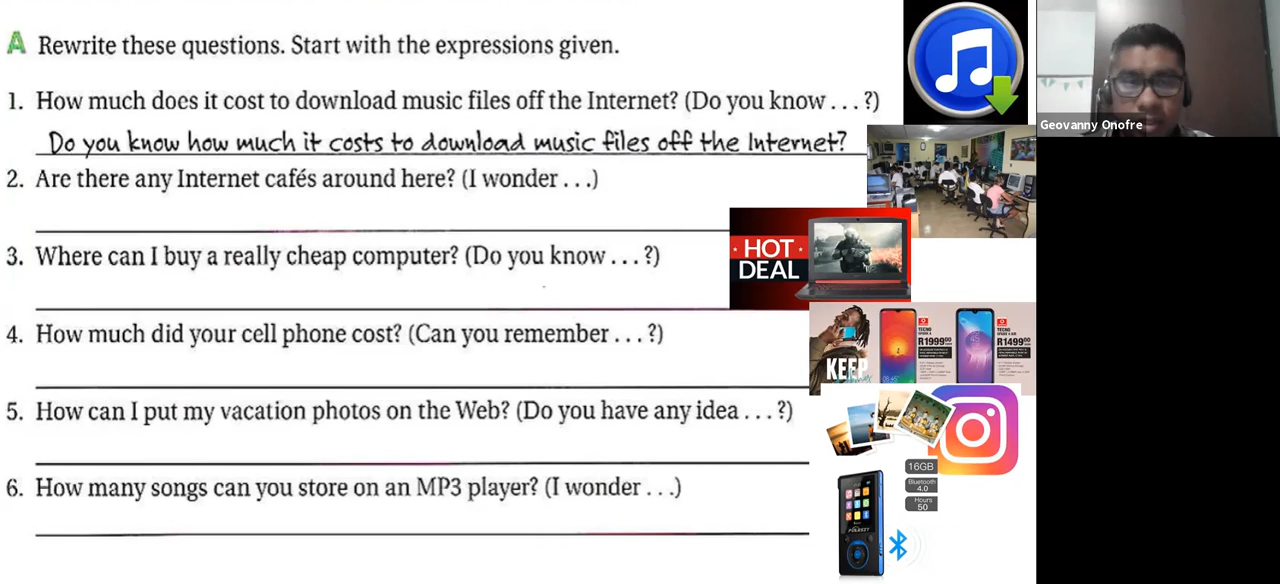 A Rewrite these questions. Start with the expressions given.
1. How much does it cost to download music files off the Internet? (Do you know . . . ?)
Do you know how much it costs to download music files off the Internet?
Geovanny Onofre
2. Are there any Internet cafés around here? (I wonder . . .)
3. Where can I buy a really cheap computer? (Do you know . . . ?)
· HOT ·
DEAL
4. How much did your cell phone cost? (Can you remember . . . ?)
TECNO
R1999
TECNO
R1499
KEEP
5. How can I put my vacation photos on the Web? (Do you have any idea . . . ?)
16GB
Bluetooth
4.0
Hours
50
6. How many songs can you store on an MP3 player? (I wonder . . .)